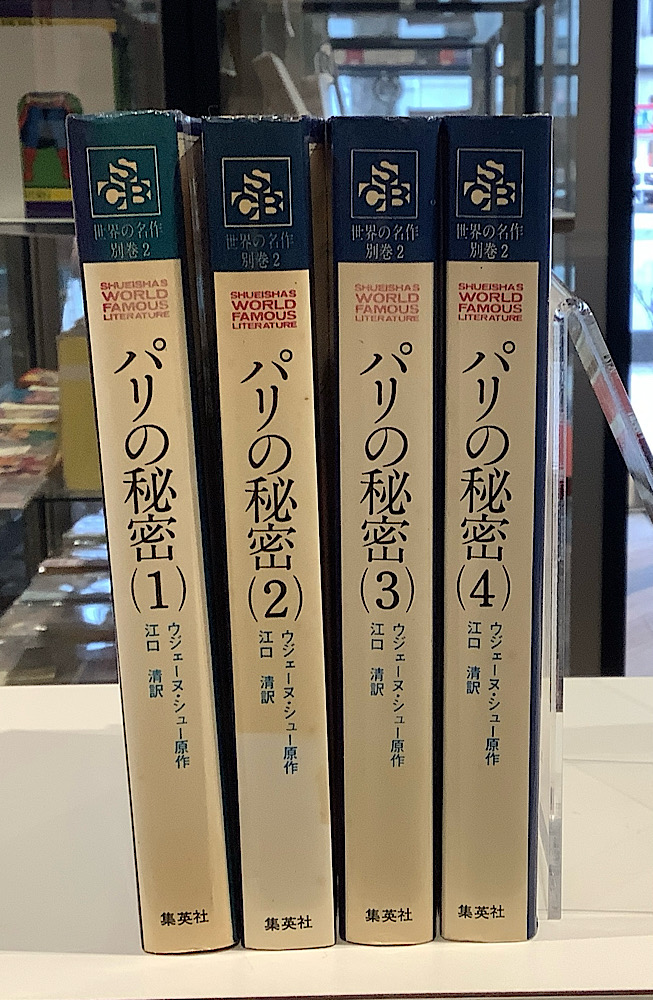 SCB
世界の名作
別巻2
SHUEISHA'S
WORLD
FAMOUS
LITERATURE
パリの秘密(1)
ウジェーヌ・シュー原作
江口 清訳
集英社
SCB
世界の名作
別巻2
SHUEISHA'S
WORLD
FAMOUS
LITERATURE
パリの秘密(2)
ウジェーヌ・シュー原作
江口 清訳
集英社
SCB
世界の名作
別巻2
SHUEISHA'S
WORLD
FAMOUS
LITERATURE
パリの秘密(3)
ウジェーヌ・シュー原作
江口 清訳
集英社
SCB
世界の名作
別巻2
SHUEISHA'S
WORLD
FAMOUS
LITERATURE
パリの秘密(4)
ウジェーヌ・シュー原作
江口 清訳
集英社